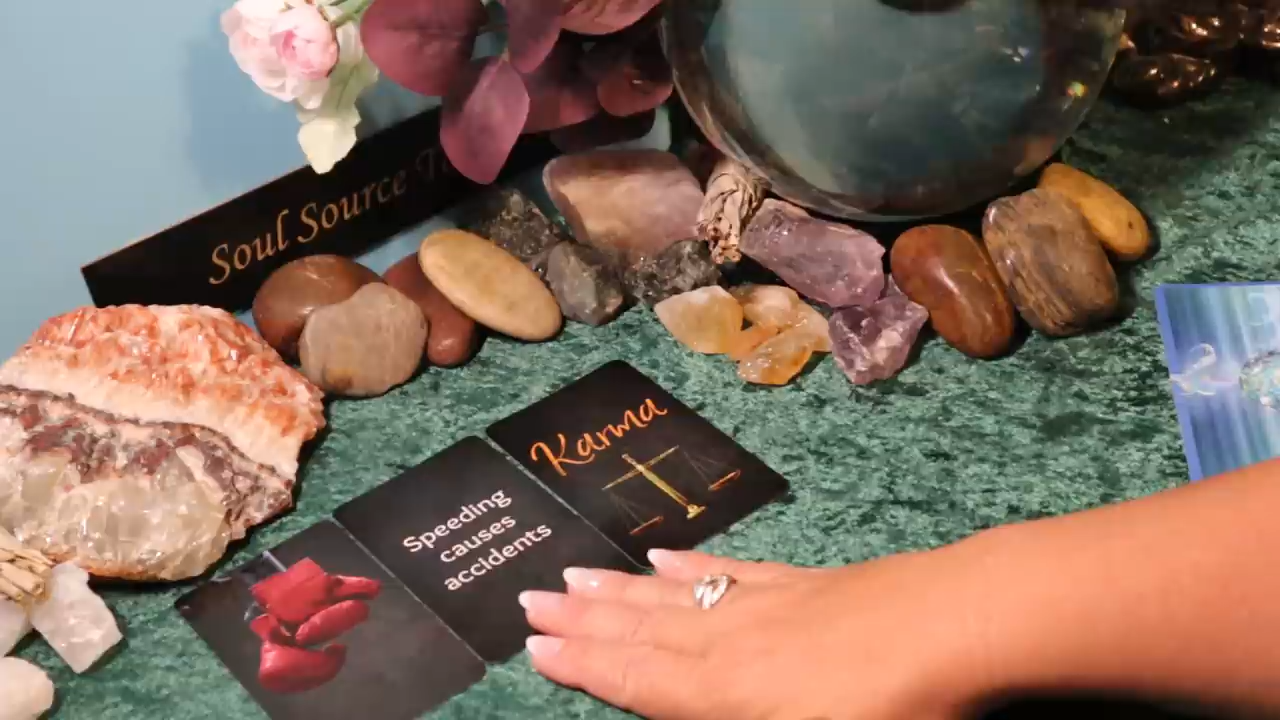 Soul Source
Karma
Speeding
causes
accidents